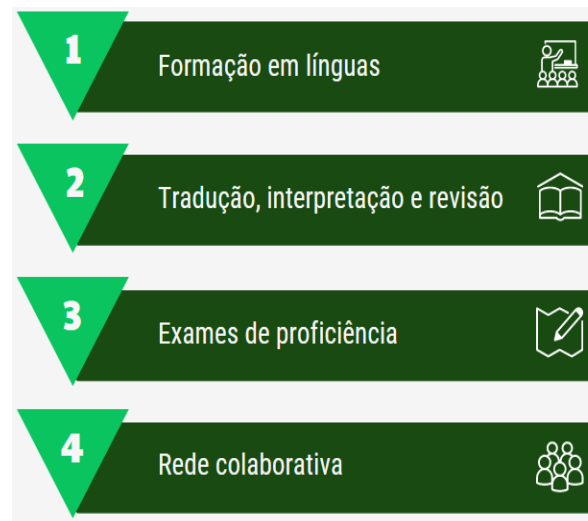 1
Formação em línguas
2
Tradução, interpretação e revisão
3
Exames de proficiência
4
Rede colaborativa